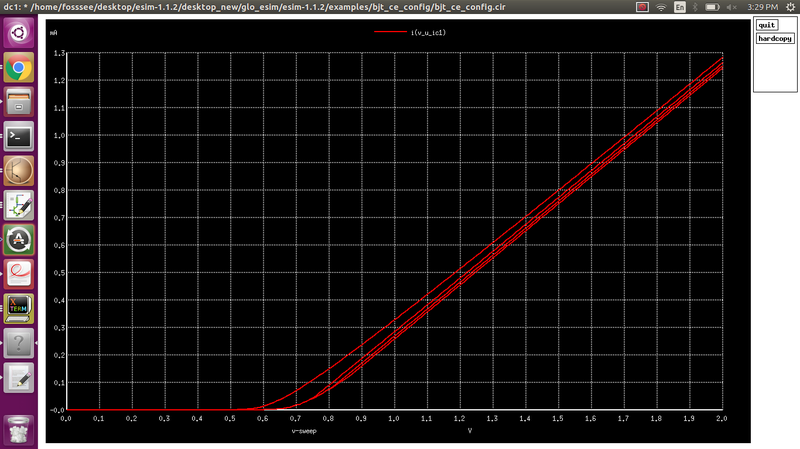 dc1: * /home/fosssee/desktop/esim-1.1.2/desktop_new/glo_esim/esim-1.1.2/examples/bjt_ce_config/bjt_ce_config.cir
En
3:29 PM
mA
i(v_u_ic1)
quit
hardcopy
1.3
1.2
1.1
1.0
0.9
0.8
0.7
0.6
0.5
0.4
0.3
0.2
0.1
-0.0
0.0 0.1 0.2 0.3 0.4 0.5 0.6 0.7 0.8 0.9 1.0 1.1 1.2 1.3 1.4 1.5 1.6 1.7 1.8 1.9 2.0
v-sweep V
TERM